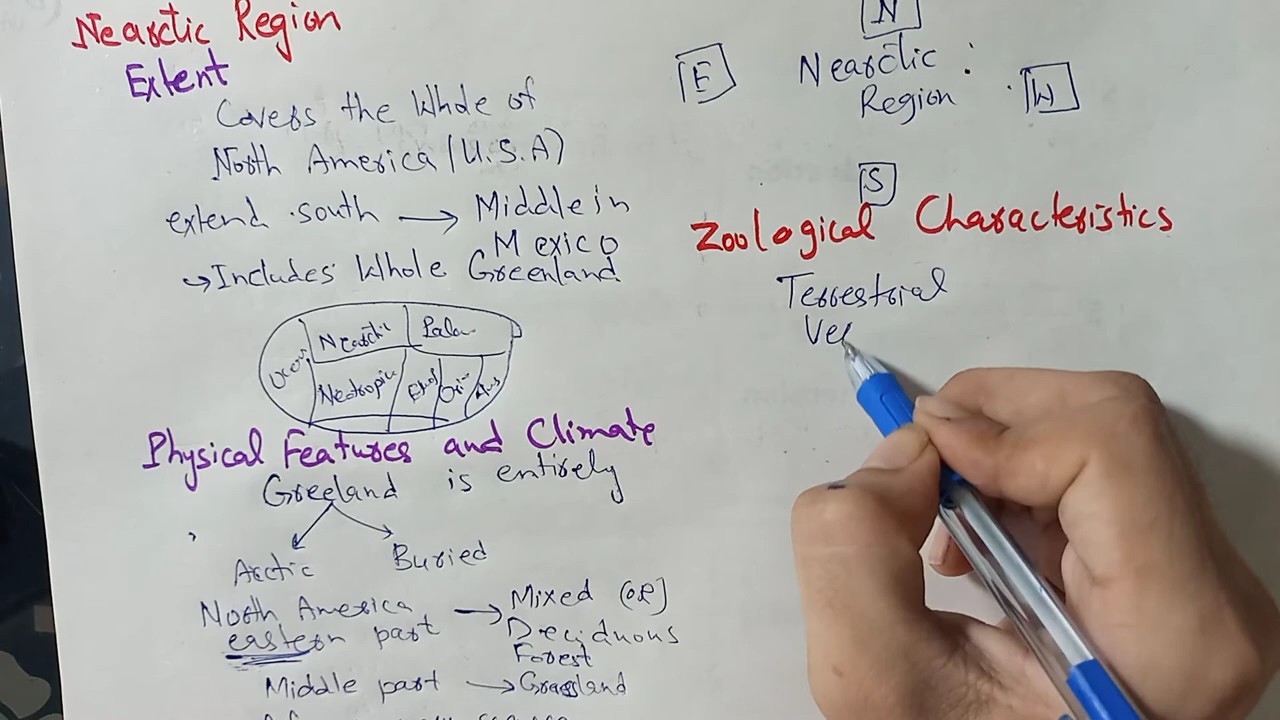 Nearctic Region
Extent
Covers the Whole of
North America (U.S.A)
extend south → Middle in
Mexico
Includes Whole Greenland
Nearctic
Neotropic
Physical Features and Climate
Greeland is entirely
Arctic Buried
North America → Mixed (OR)
eastern part Deciduous
Forest
Middle part → Grassland
N
E Nearctic : W
Region
S
Zoological Characteristics
Terrestrial
Ve